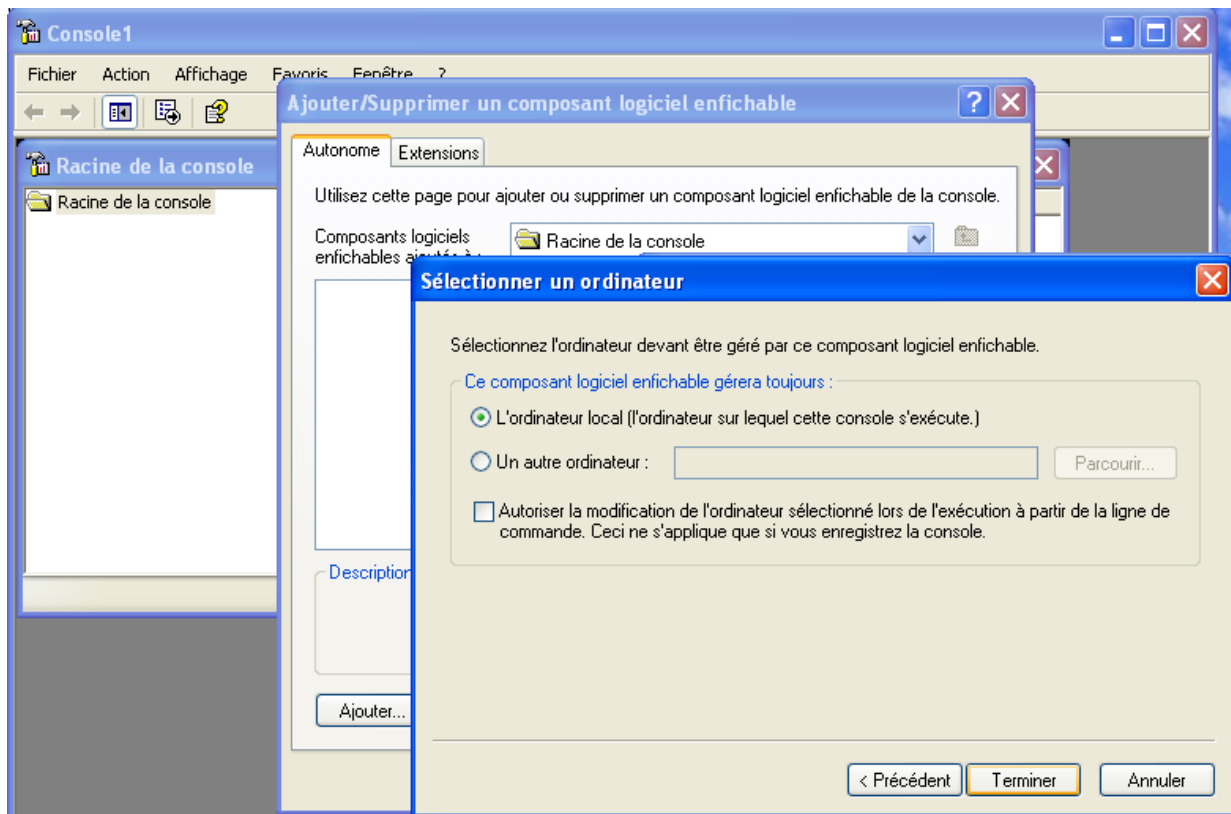 Console1
Fichier Action Affichage Favoris Fenêtre ?
Ajouter/Supprimer un composant logiciel enfichable
Racine de la console
Racine de la console
Autonome Extensions
Utilisez cette page pour ajouter ou supprimer un composant logiciel enfichable de la console.
Composants logiciels
enfichables ajoutés à :
Racine de la console
Sélectionner un ordinateur
Sélectionnez l'ordinateur devant être géré par ce composant logiciel enfichable.
Ce composant logiciel enfichable gérera toujours :
L'ordinateur local (l'ordinateur sur lequel cette console s'exécute.)
Un autre ordinateur :
Parcourir...
Autoriser la modification de l'ordinateur sélectionné lors de l'exécution à partir de la ligne de
commande. Ceci ne s'applique que si vous enregistrez la console.
Description
Ajouter...
< Précédent Terminer Annuler